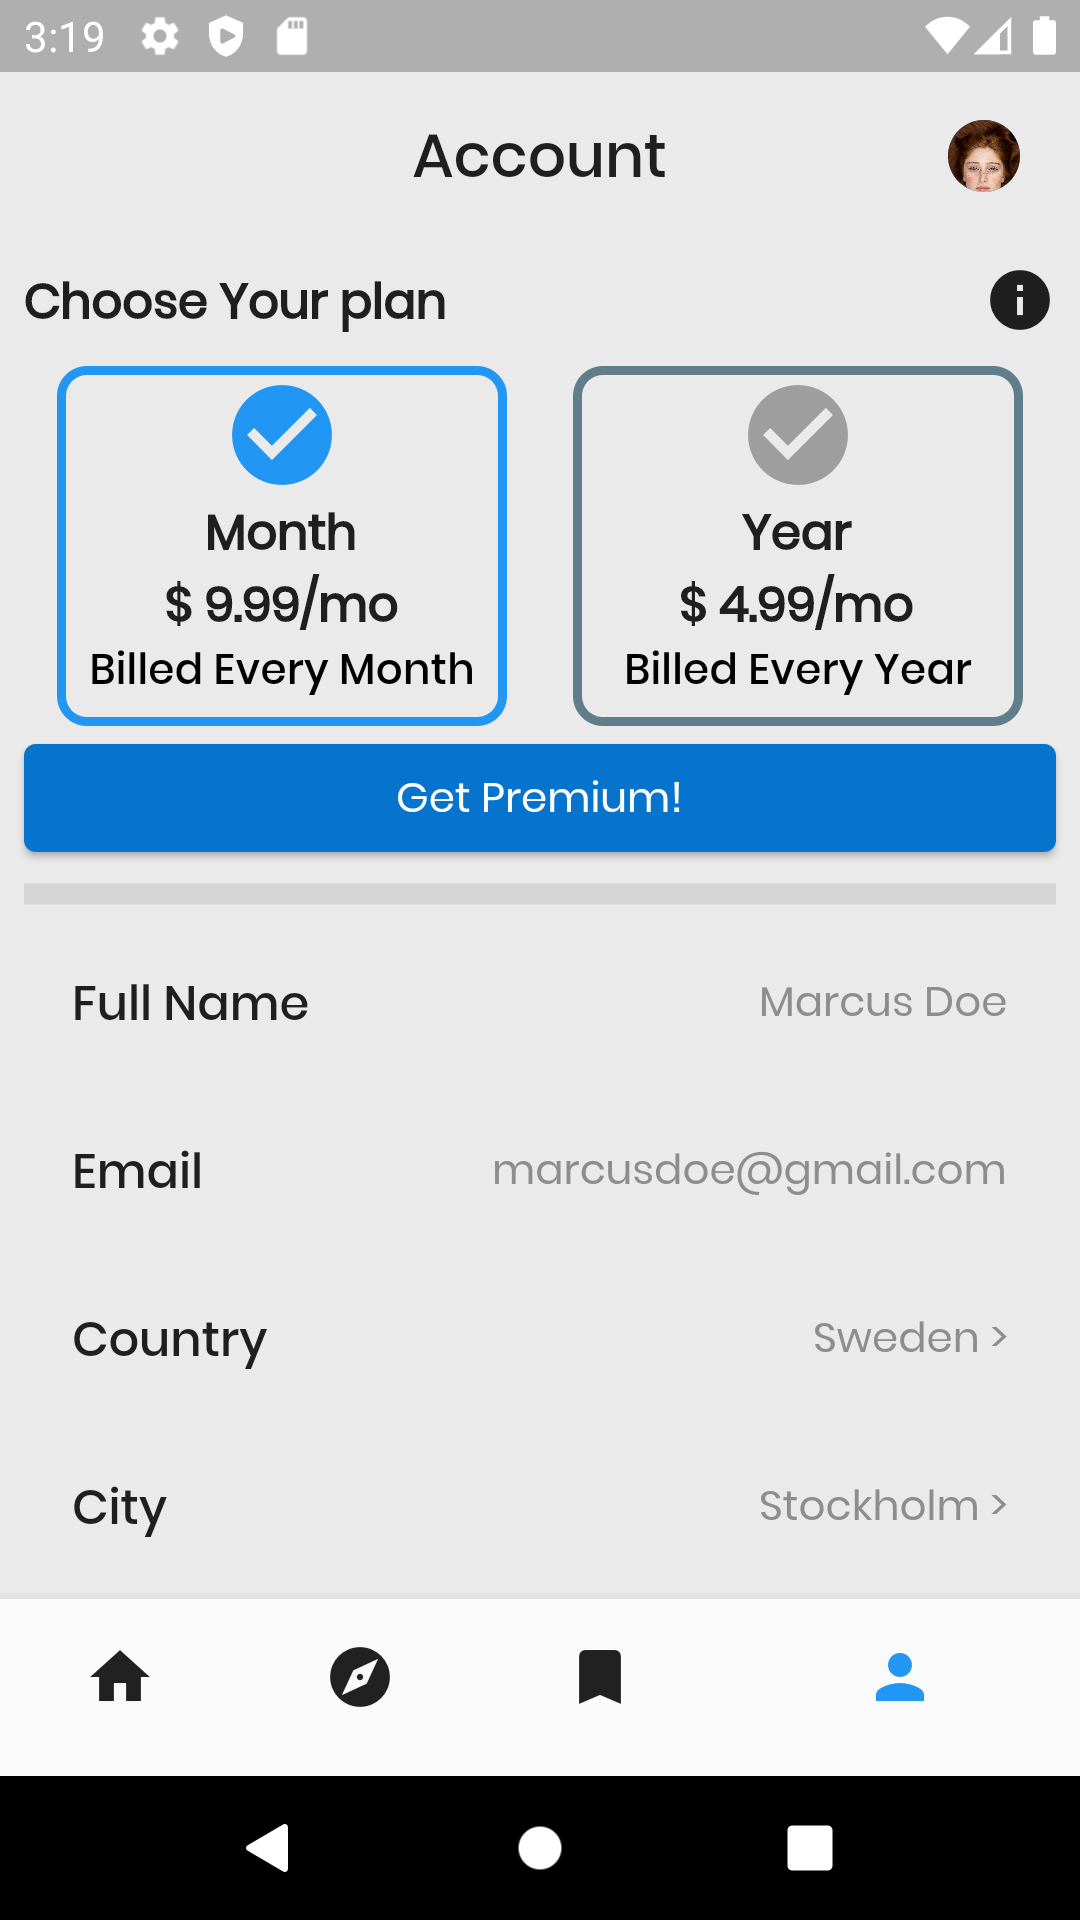 3:19
Account
Choose Your plan
Month
$ 9.99/mo
Billed Every Month
Year
$ 4.99/mo
Billed Every Year
Get Premium!
Full Name
Marcus Doe
Email
marcusdoe@gmail.com
Country
Sweden >
City
Stockholm >